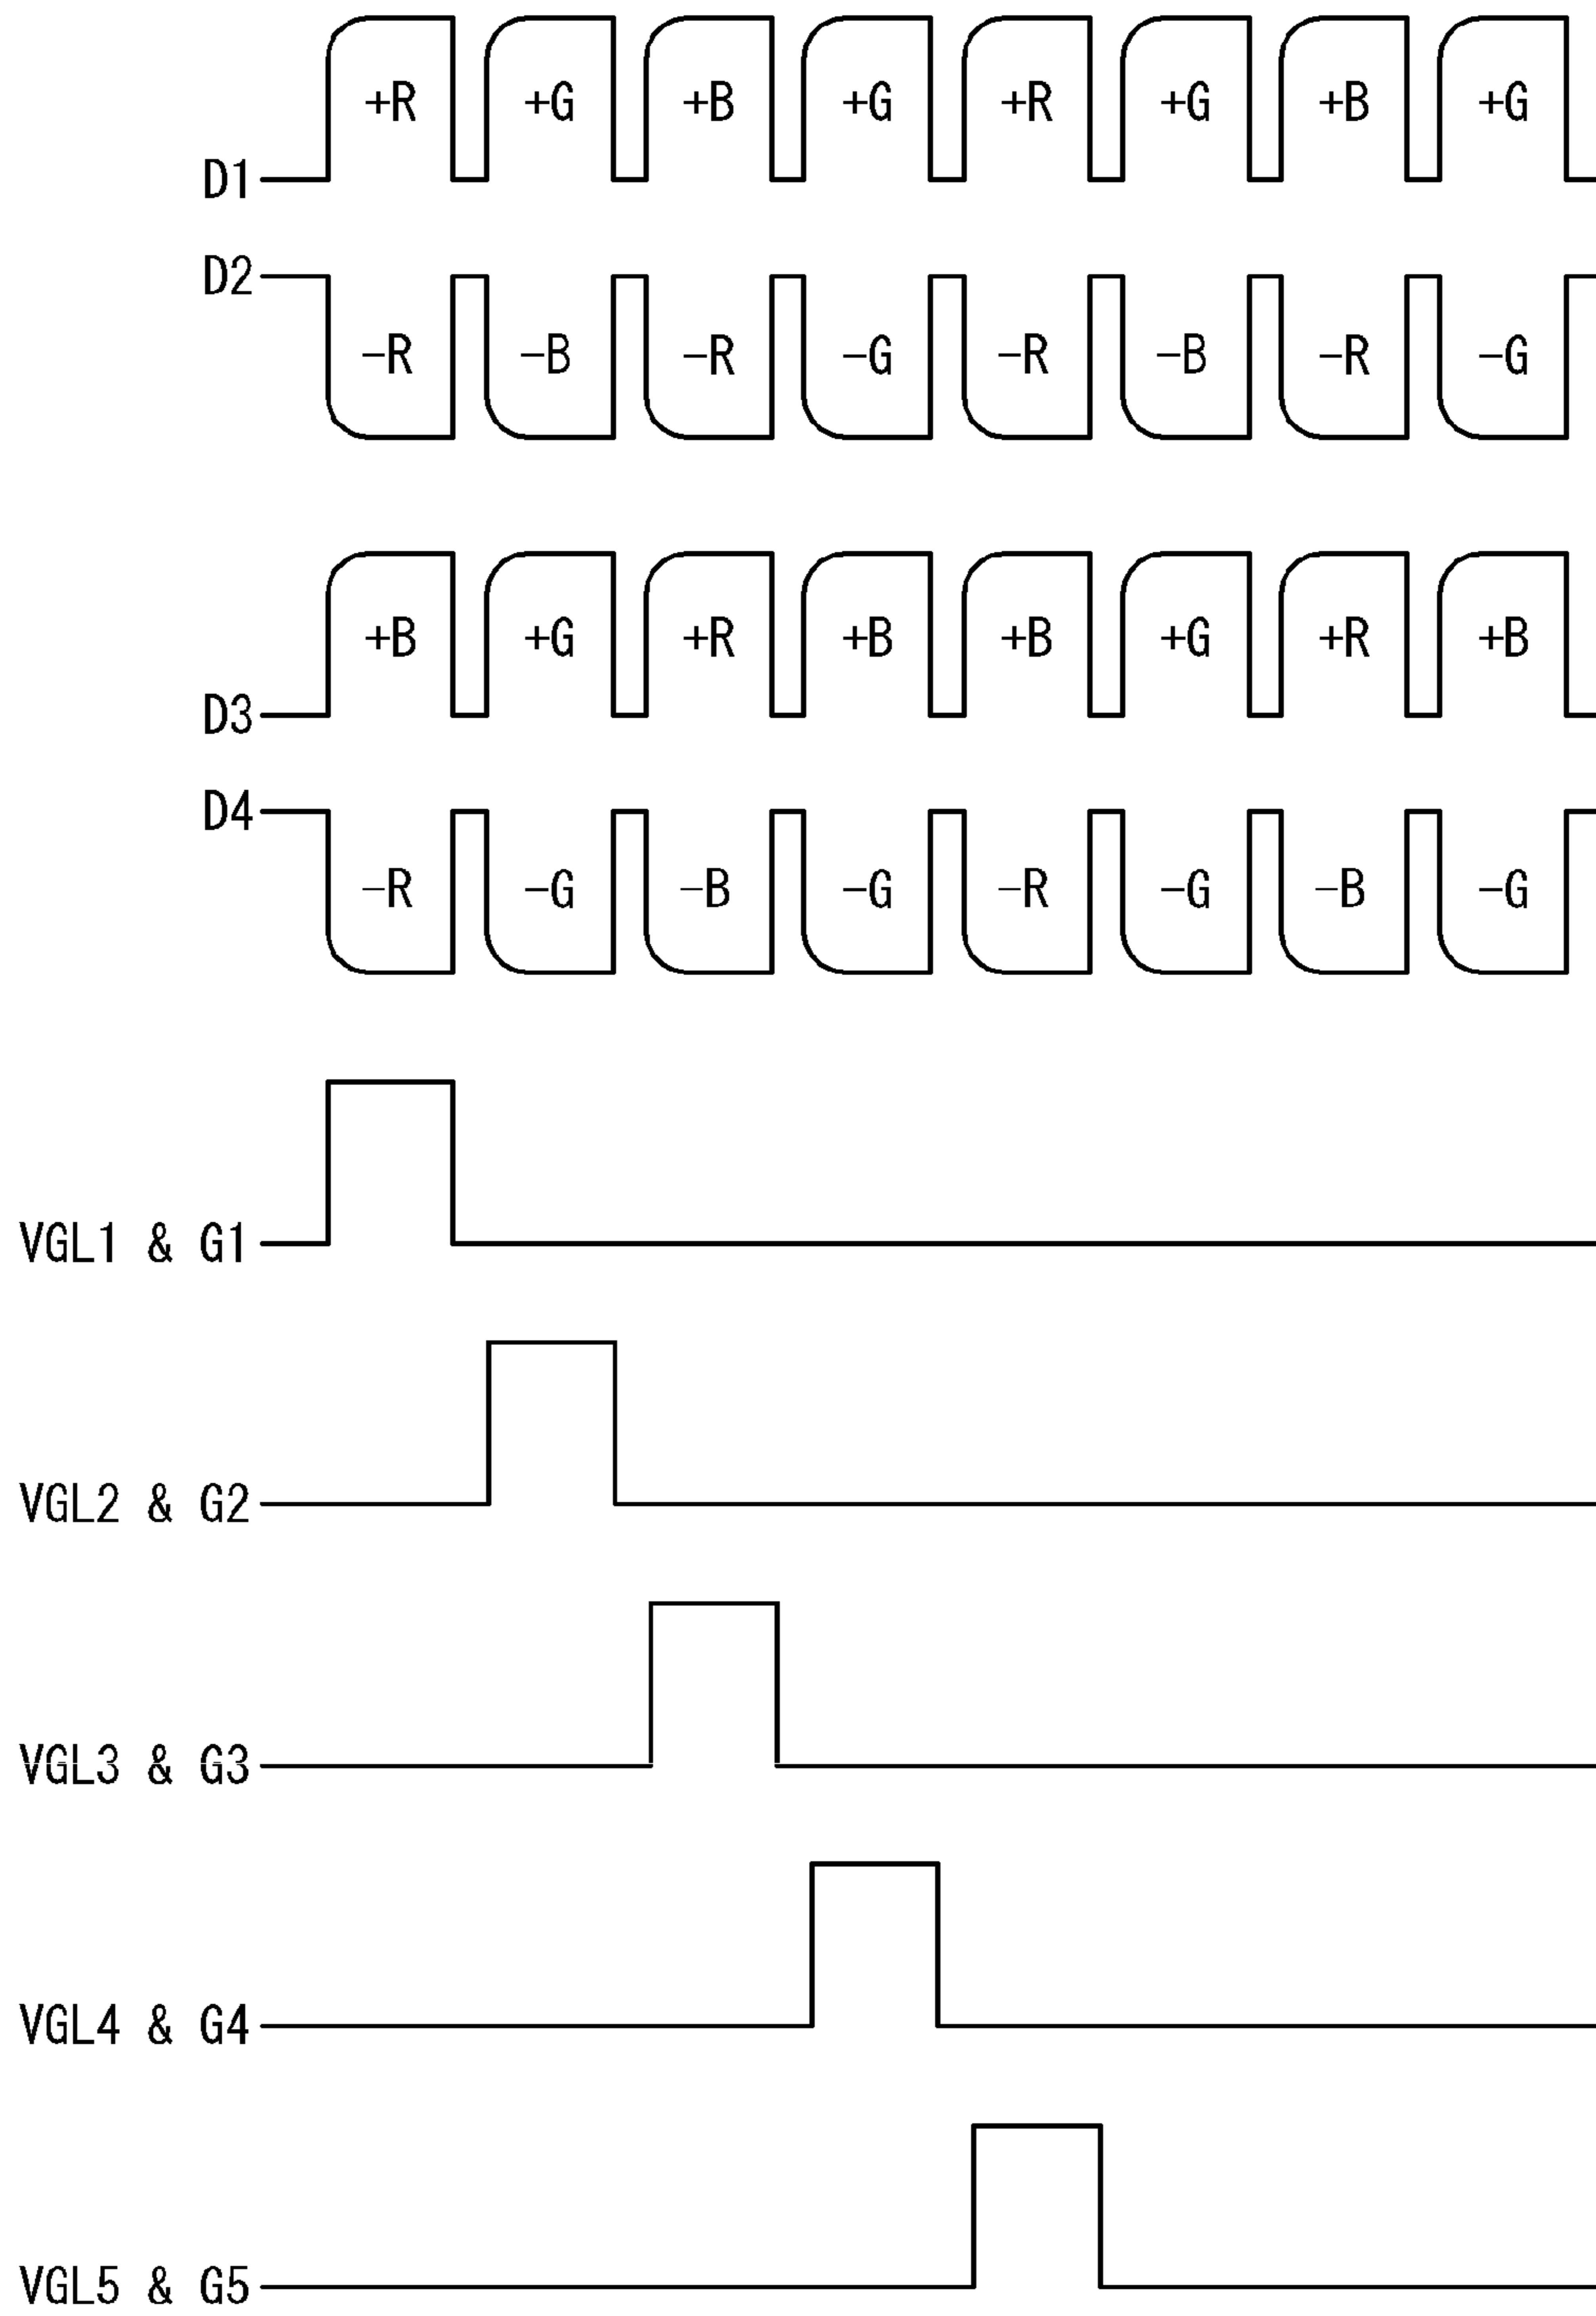 +R +G +B +G +R +G +B +G
D1
D2
-R -B -R -G -R -B -R -G
+B +G +R +B +B +G +R +B
D3
D4
-R -G -B -G -R -G -B -G
VGL1 & G1
VGL2 & G2
VGL3 & G3
VGL4 & G4
VGL5 & G5